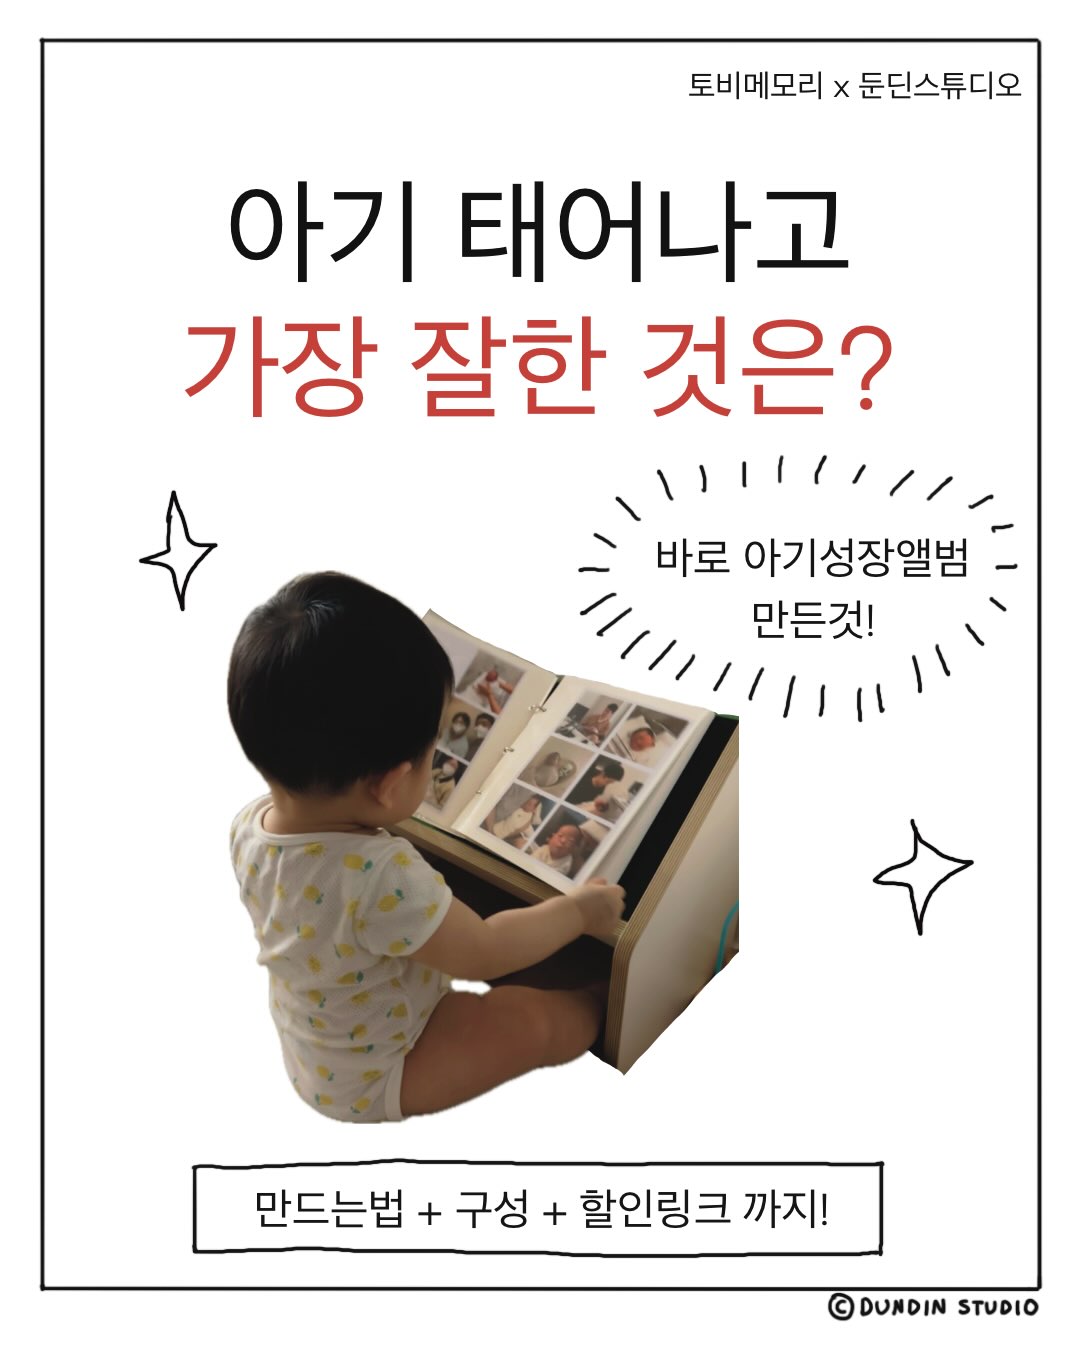 토비메모리 x 둔딘스튜디오
아기 태어나고
가장 잘한 것은?
바로 아기성장앨범
만든것!
만드는법 + 구성 + 할인링크 까지!
©DUNDIN STUDIO